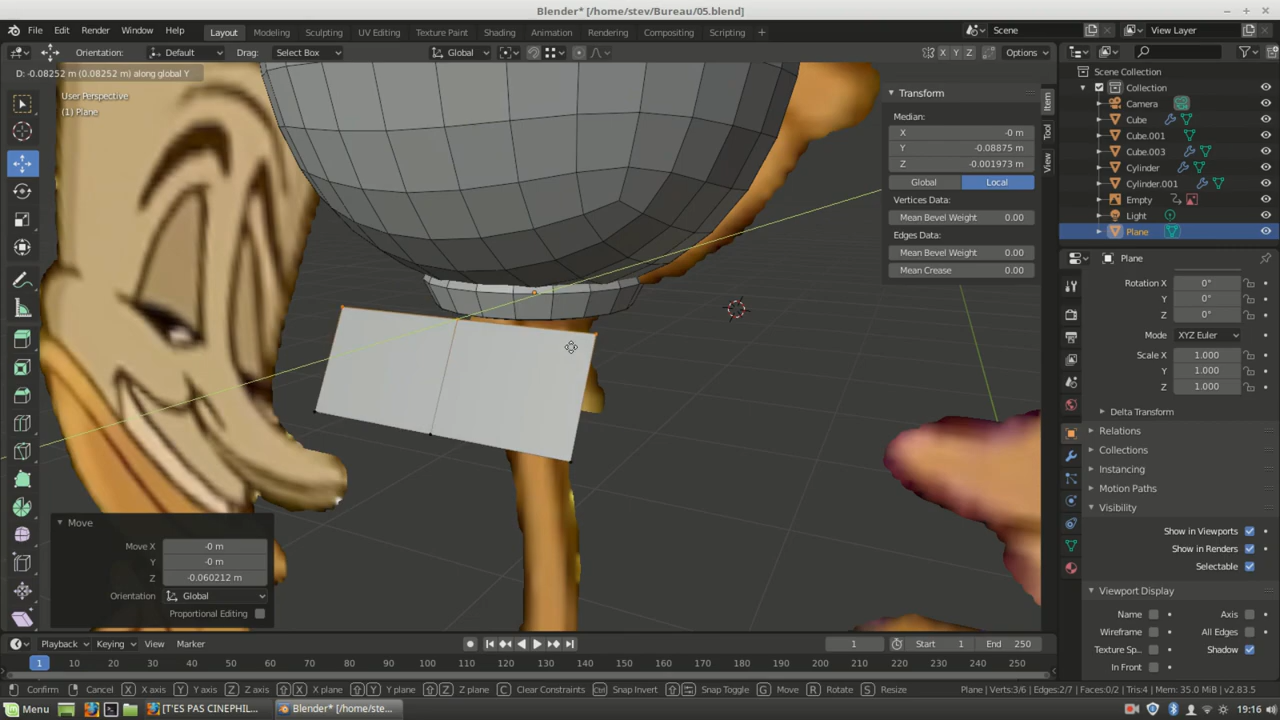 Blender* [/home/stev/Bureau/05.blend]
File Edit Render Window Help Layout Modeling Sculpting UV Editing Texture Paint Shading Animation Rendering Compositing Scripting Scene View Layer
Orientation: Default Drag: Select Box Global X Y Z Options
D: -0.08252 m (0.08252 m) along global Y
User Perspective
(1) Plane
Transform
Median:
X -0 m
Y -0.08875 m
Z -0.001973 m
Global Local
Vertices Data:
Mean Bevel Weight 0.00
Edges Data:
Mean Bevel Weight 0.00
Mean Crease 0.00
Item
Tool
View
Scene Collection
Collection
Camera
Cube
Cube.001
Cube.003
Cylinder
Cylinder.001
Empty
Light
Plane
Plane
Rotation X 0°
Y 0°
Z 0°
Mode XYZ Euler
Scale X 1.000
Y 1.000
Z 1.000
Delta Transform
Relations
Collections
Instancing
Motion Paths
Visibility
Show in Viewports
Show in Renders
Selectable
Viewport Display
Name Axis
Wireframe All Edges
Texture Sp.. Shadow
In Front
Move
Move X -0 m
Y -0 m
Z -0.060212 m
Orientation Global
Proportional Editing
Playback Keying View Marker 1 Start 1 End 250
1 10 20 30 40 50 60 70 80 90 100 110 120 130 140 150 160 170 180 190 200 210 220 230 240 250
Confirm Cancel X X axis Y Y axis Z Z axis X X plane Y Y plane Z Z plane Clear Constraints Snap Invert Snap Toggle G Move R Rotate S Resize Plane | Verts:3/6 | Edges:2/7 | Faces:0/2 | Tris:4 | Mem: 35.0 MiB | v2.83.5
Menu [T'ES PAS CINEPHIL... Blender* [/home/ste... 19:16